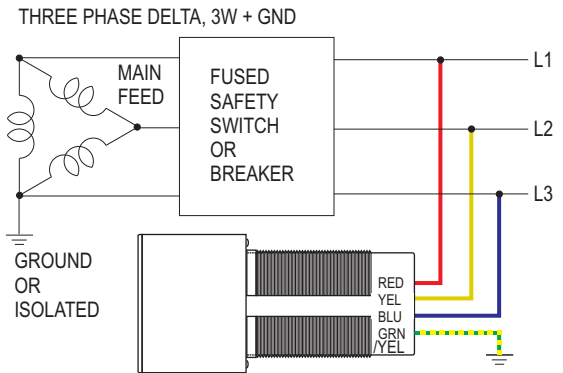 THREE PHASE DELTA, 3W + GND
MAIN
FEED
FUSED
SAFETY
SWITCH
OR
BREAKER
L1
L2
L3
GROUND
OR
ISOLATED
RED
YEL
BLU
GRN
/YEL